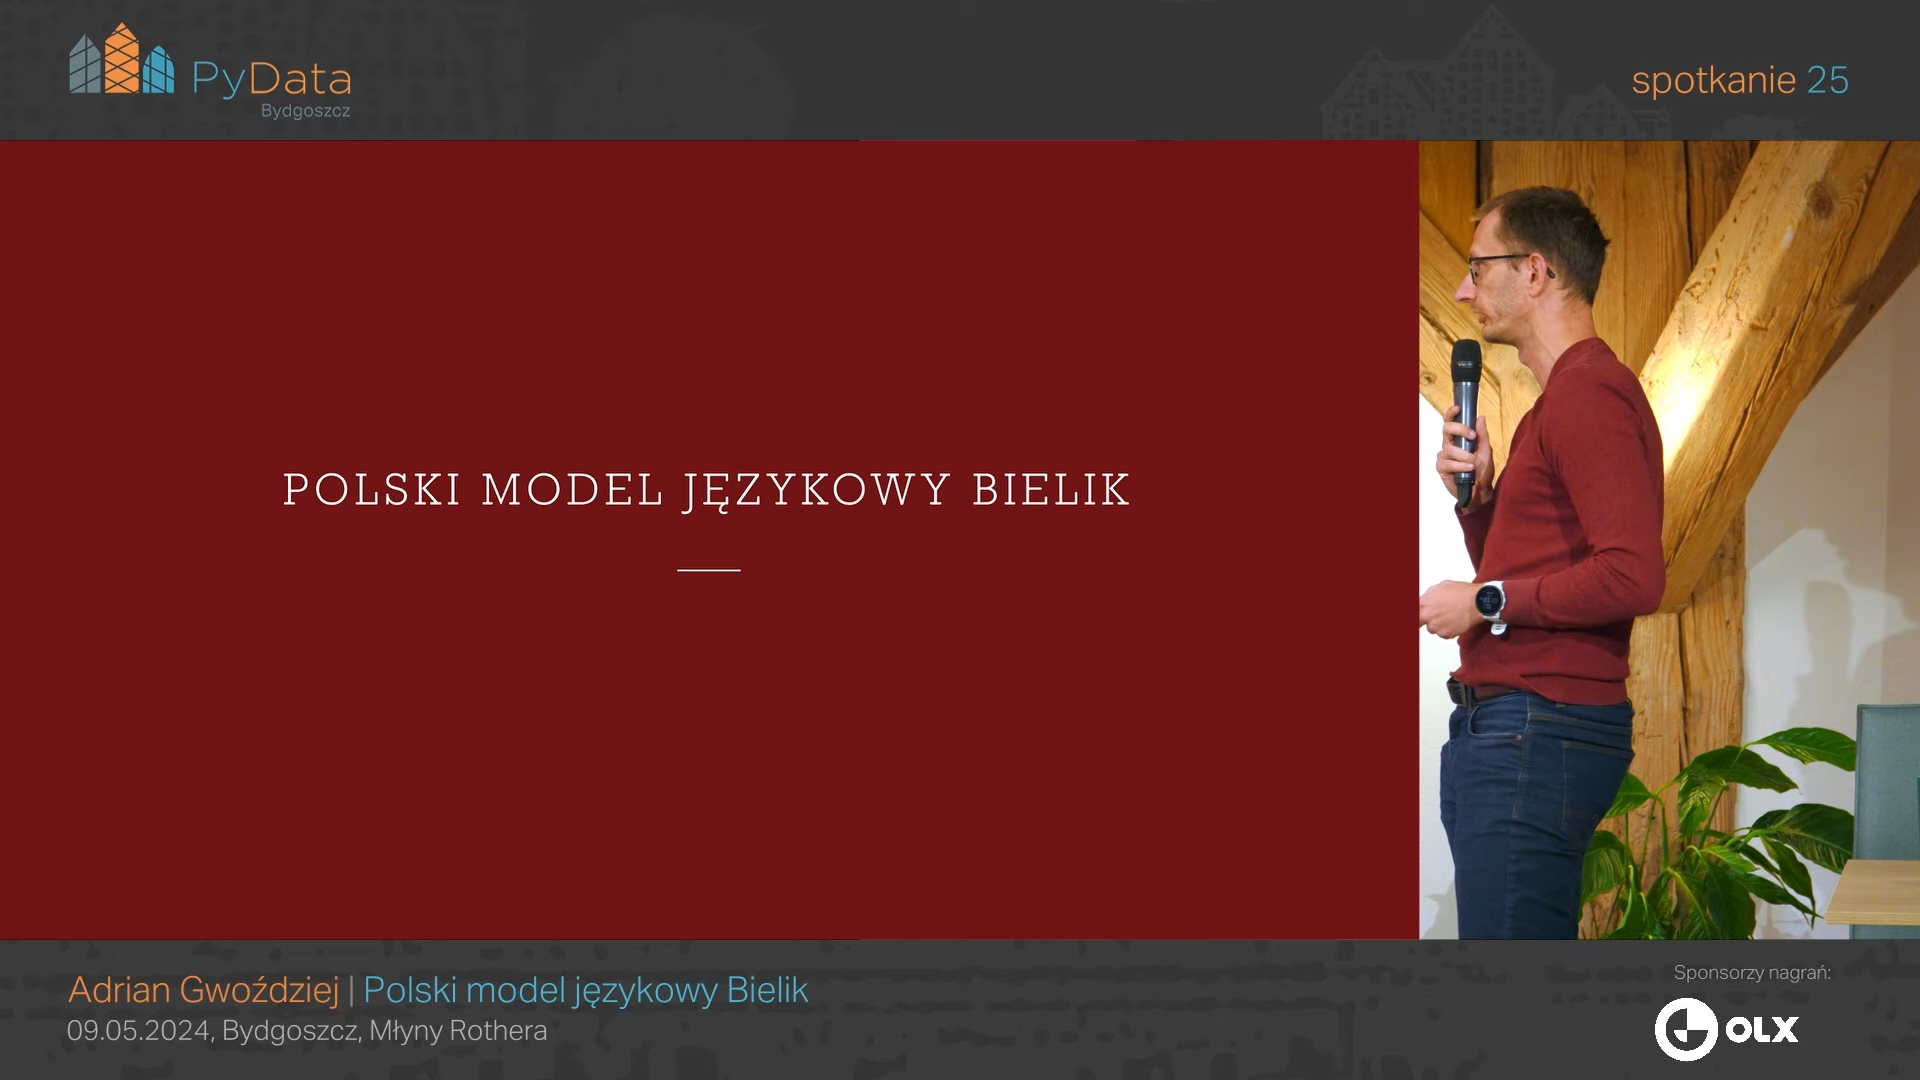 PyData
Bydgoszcz
spotkanie 25
POLSKI MODEL JĘZYKOWY BIELIK
Adrian Gwoździej | Polski model językowy Bielik
09.05.2024, Bydgoszcz, Młyny Rothera
Sponsorzy nagrań:
OLX